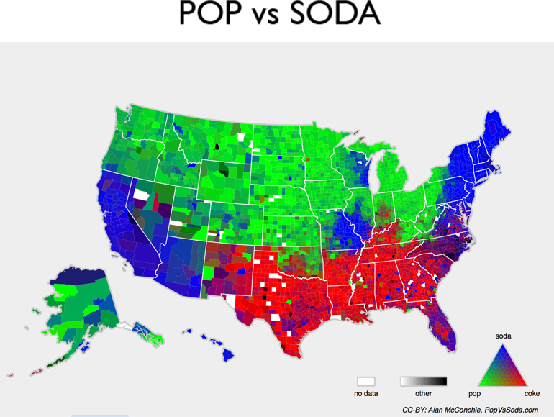 POP vs SODA
soda
no data
other
pop
coke
CC-BY: Alan McConchie, PopVsSoda.com